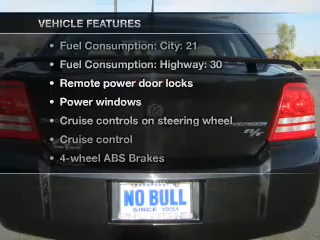 VEHICLE FEATURES
• Fuel Consumption: City: 21
• Fuel Consumption: Highway: 30
• Remote power door locks
• Power windows
• Cruise controls on steering wheel
• Cruise control
• 4-wheel ABS Brakes
AVENGER
R/T
NO BULL
SINCE 1951